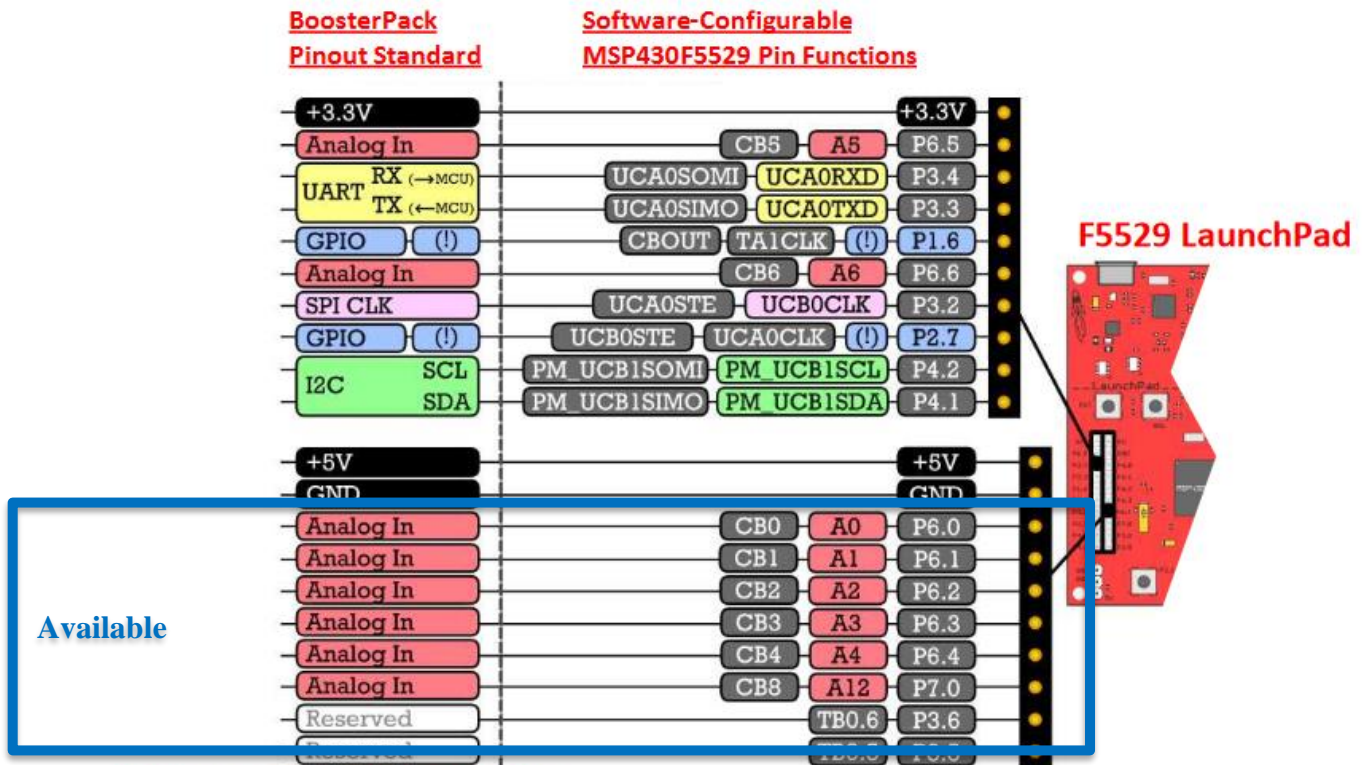 BoosterPack Software-Configurable
Pinout Standard MSP430F5529 Pin Functions
+3.3V +3.3V
Analog In CB5 A5 P6.5
UART RX (→MCU) UCA0SOMI UCA0RXD P3.4
TX (←MCU) UCA0SIMO UCA0TXD P3.3
GPIO (!) CBOUT TA1CLK (!) P1.6
F5529 LaunchPad
Analog In CB6 A6 P6.6
SPI CLK UCA0STE UCB0CLK P3.2
GPIO (!) UCB0STE UCA0CLK (!) P2.7
I2C SCL PM_UCB1SOMI PM_UCB1SCL P4.2
SDA PM_UCB1SIMO PM_UCB1SDA P4.1
LaunchPad
+5V +5V
GND GND
Analog In CB0 A0 P6.0
Analog In CB1 A1 P6.1
Analog In CB2 A2 P6.2
Available
Analog In CB3 A3 P6.3
Analog In CB4 A4 P6.4
Analog In CB8 A12 P7.0
Reserved TB0.6 P3.6
Reserved